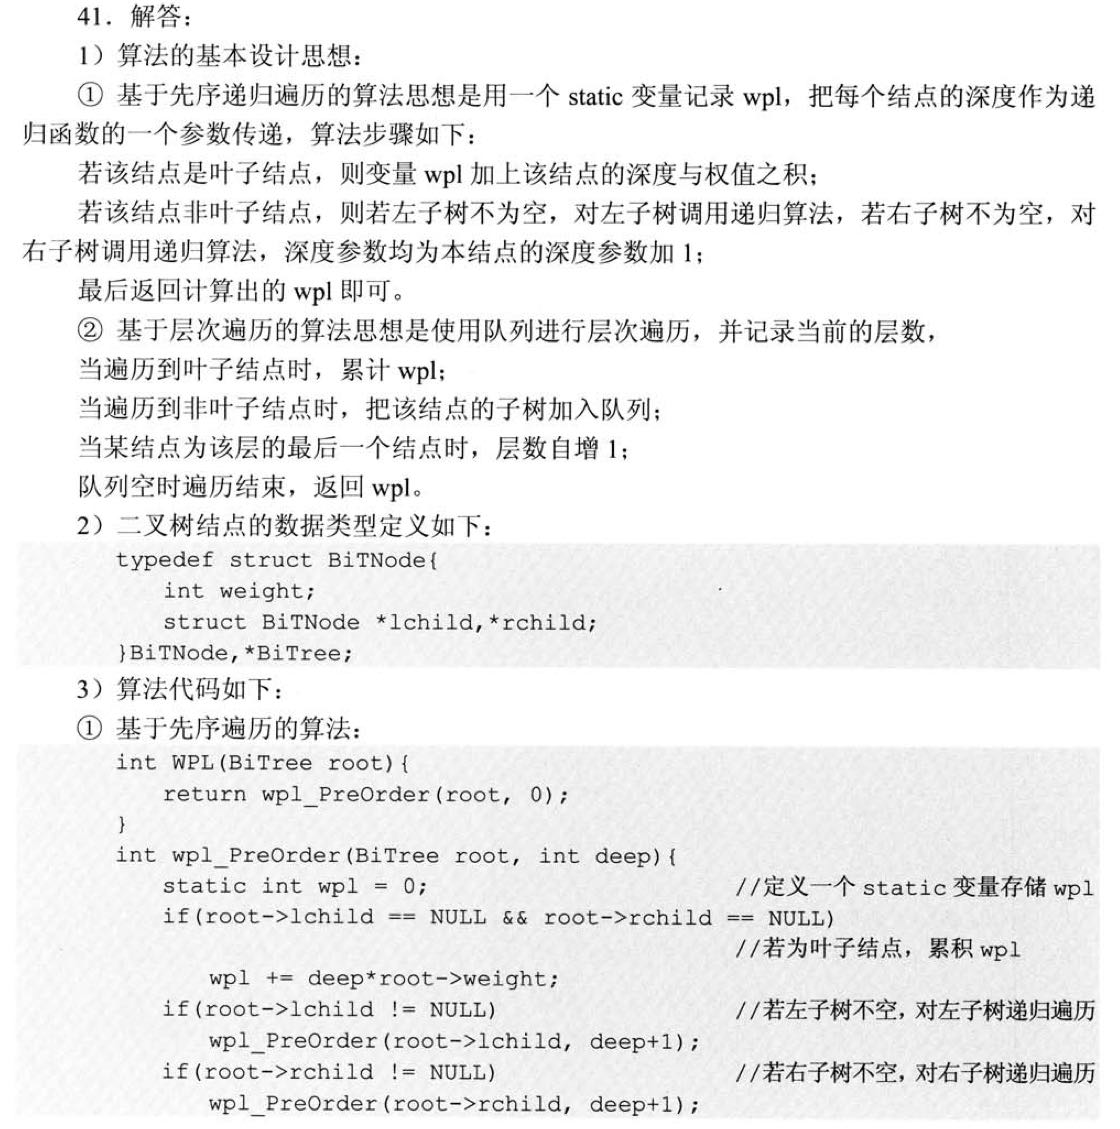 41．解答：
1）算法的基本设计思想：
① 基于先序递归遍历的算法思想是用一个 static 变量记录 wpl，把每个结点的深度作为递
归函数的一个参数传递，算法步骤如下：
若该结点是叶子结点，则变量 wpl 加上该结点的深度与权值之积；
若该结点非叶子结点，则若左子树不为空，对左子树调用递归算法，若右子树不为空，对
右子树调用递归算法，深度参数均为本结点的深度参数加 1；
最后返回计算出的 wpl 即可。
② 基于层次遍历的算法思想是使用队列进行层次遍历，并记录当前的层数，
当遍历到叶子结点时，累计 wpl；
当遍历到非叶子结点时，把该结点的子树加入队列；
当某结点为该层的最后一个结点时，层数自增 1；
队列空时遍历结束，返回 wpl。
2）二叉树结点的数据类型定义如下：
typedef struct BiTNode{
int weight;
struct BiTNode *lchild,*rchild;
}BiTNode,*BiTree;
3）算法代码如下：
① 基于先序遍历的算法：
int WPL(BiTree root){
return wpl_PreOrder(root, 0);
}
int wpl_PreOrder(BiTree root, int deep){
static int wpl = 0; //定义一个 static 变量存储 wpl
if(root->lchild == NULL && root->rchild == NULL)
//若为叶子结点，累积 wpl
wpl += deep*root->weight;
if(root->lchild != NULL) //若左子树不空，对左子树递归遍历
wpl_PreOrder(root->lchild, deep+1);
if(root->rchild != NULL) //若右子树不空，对右子树递归遍历
wpl_PreOrder(root->rchild, deep+1);